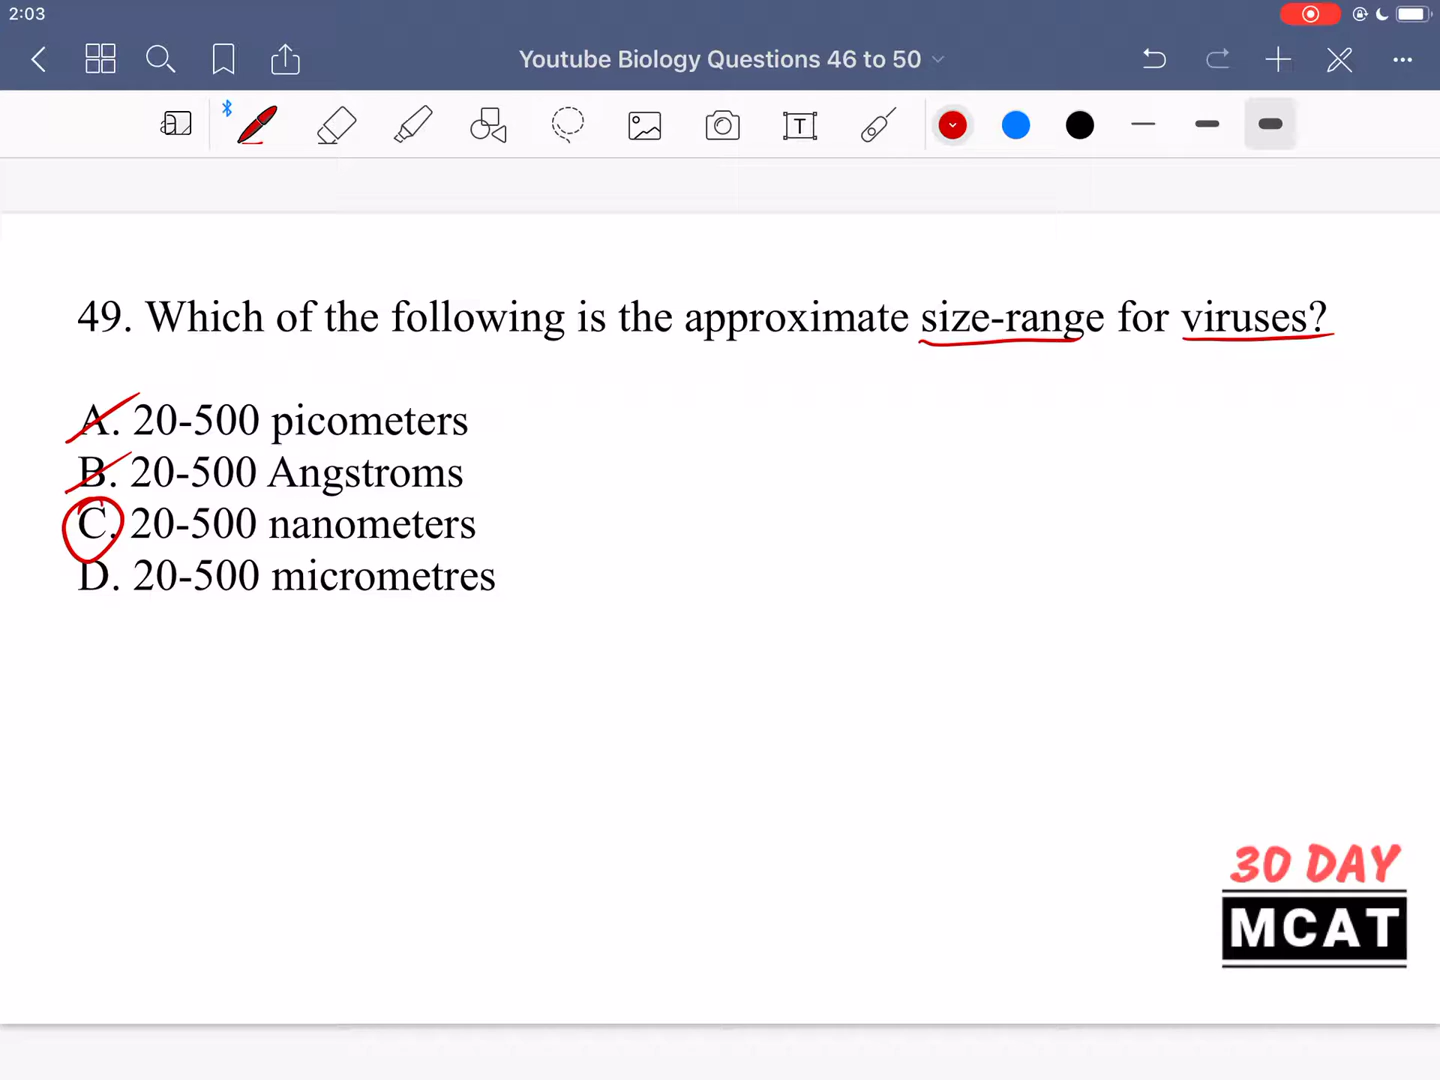 2:03
Youtube Biology Questions 46 to 50
49. Which of the following is the approximate size-range for viruses?
A. 20-500 picometers
B. 20-500 Angstroms
C. 20-500 nanometers
D. 20-500 micrometres
30 DAY
MCAT